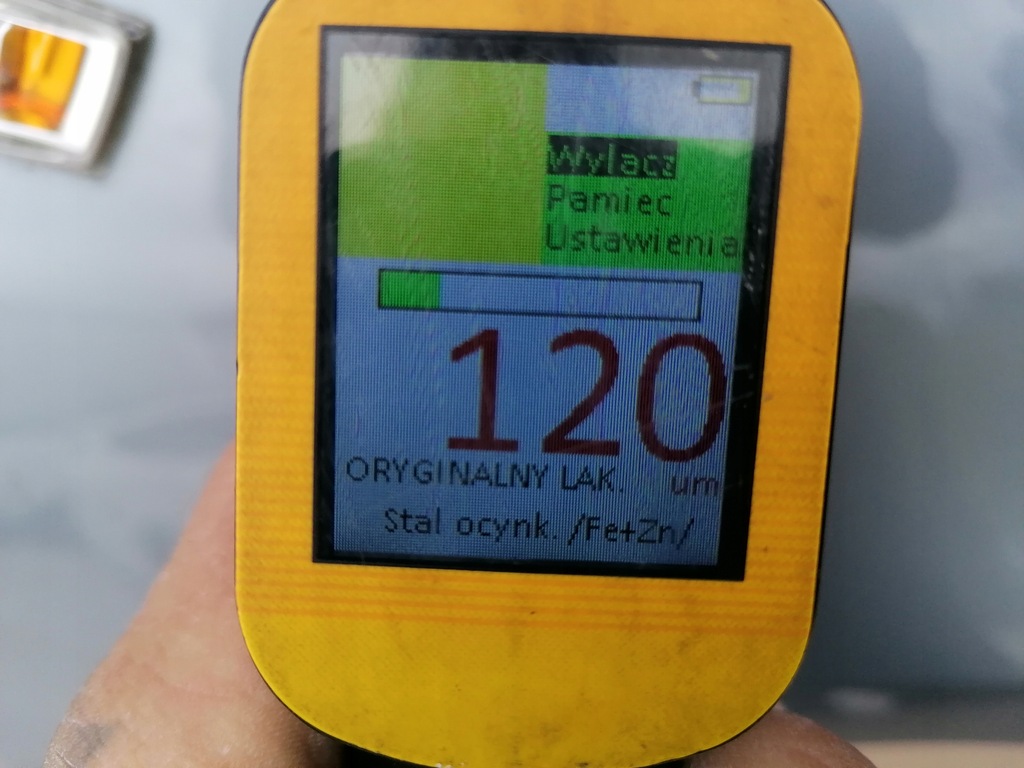 Wylacz
Pamiec
Ustawienia
120
ORYGINALNY LAK. um
Stal ocynk. /Fe+Zn/